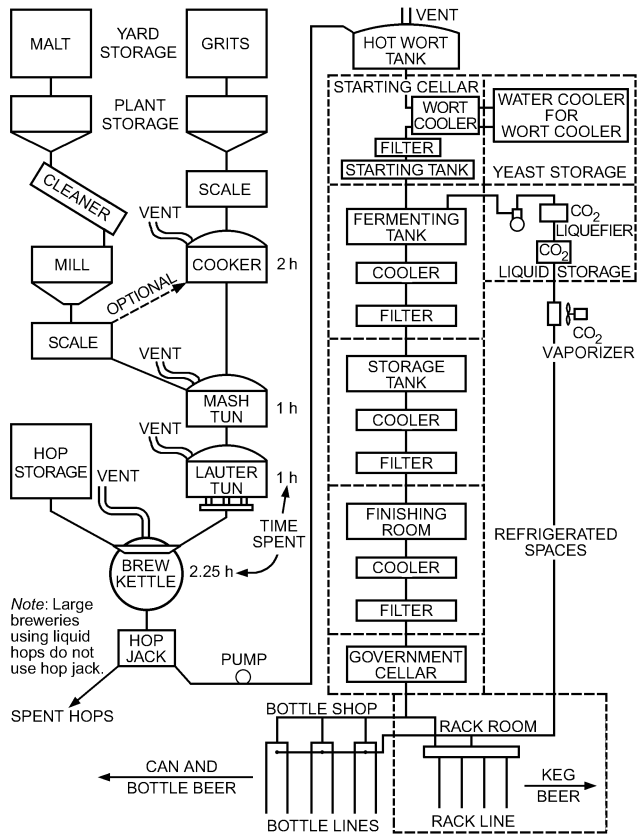 MALT
YARD
STORAGE
GRITS
PLANT
STORAGE
CLEANER
SCALE
VENT
MILL
COOKER
2 h
OPTIONAL
SCALE
VENT
MASH
TUN
1 h
VENT
HOP
STORAGE
VENT
LAUTER
TUN
1 h
TIME
SPENT
BREW
KETTLE
2.25 h
Note: Large
breweries
using liquid
hops do not
use hop jack.
HOP
JACK
PUMP
SPENT HOPS
VENT
HOT WORT
TANK
STARTING CELLAR
WORT
COOLER
WATER COOLER
FOR
WORT COOLER
FILTER
STARTING TANK
YEAST STORAGE
FERMENTING
TANK
CO2
LIQUEFIER
CO2
LIQUID STORAGE
COOLER
FILTER
CO2
VAPORIZER
STORAGE
TANK
COOLER
FILTER
FINISHING
ROOM
REFRIGERATED
SPACES
COOLER
FILTER
GOVERNMENT
CELLAR
BOTTLE SHOP
RACK ROOM
CAN AND
BOTTLE BEER
KEG
BEER
BOTTLE LINES
RACK LINE